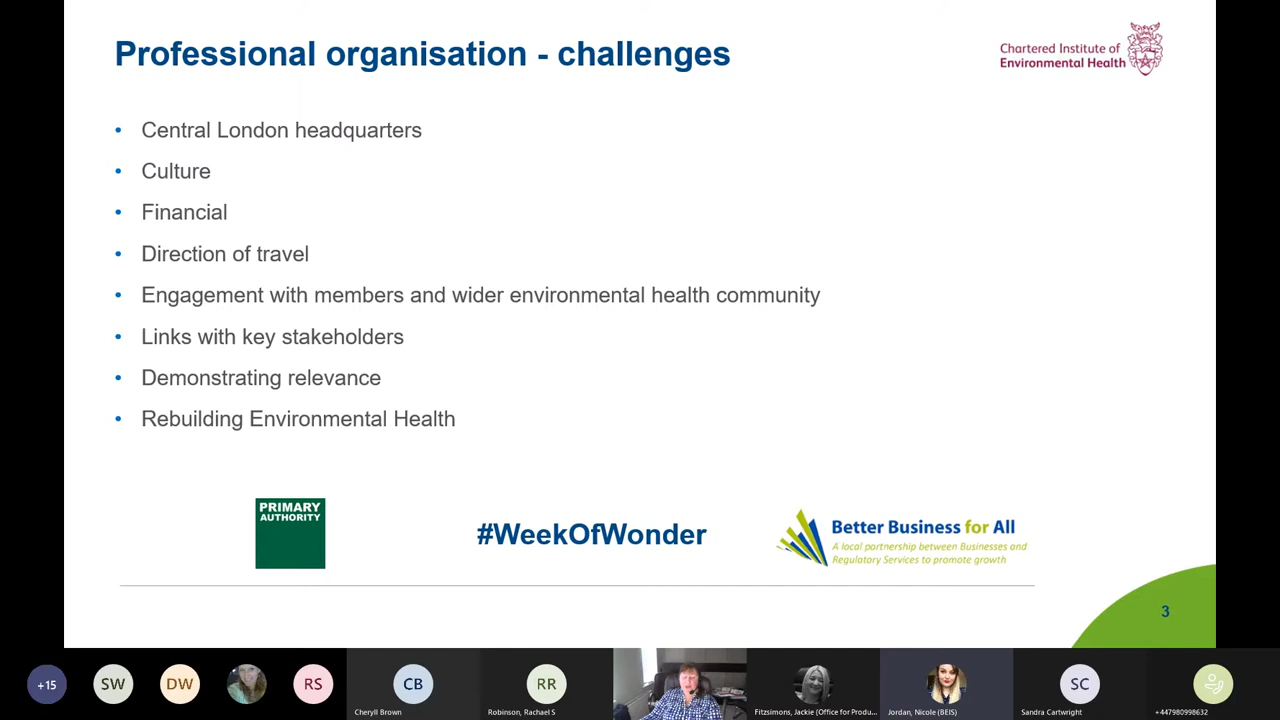 Professional organisation - challenges
Chartered Institute of
Environmental Health
• Central London headquarters
• Culture
• Financial
• Direction of travel
• Engagement with members and wider environmental health community
• Links with key stakeholders
• Demonstrating relevance
• Rebuilding Environmental Health
PRIMARY
AUTHORITY
#WeekOfWonder
Better Business for All
A local partnership between Businesses and
Regulatory Services to promote growth
3
+15
SW
DW
RS
CB
Cheryll Brown
RR
Robinson, Rachael S
Fitzsimons, Jackie (Office for Produ...
Jordan, Nicole (BEIS)
SC
Sandra Cartwright
+447980998632